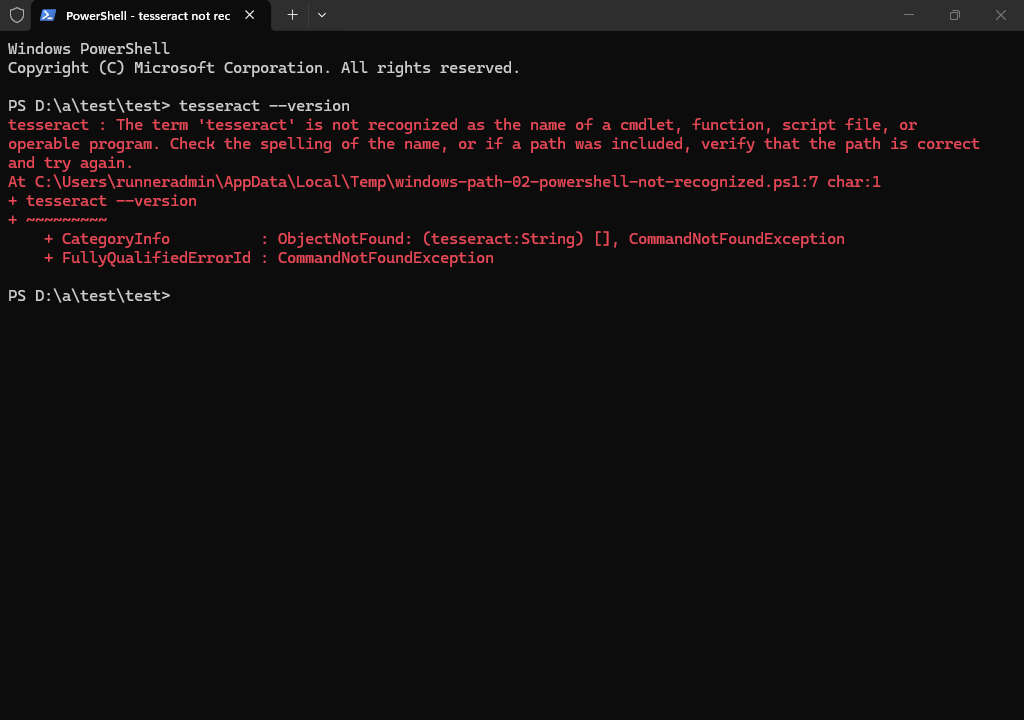 PowerShell - tesseract not rec
Windows PowerShell
Copyright (C) Microsoft Corporation. All rights reserved.
PS D:\a\test\test> tesseract --version
tesseract : The term 'tesseract' is not recognized as the name of a cmdlet, function, script file, or
operable program. Check the spelling of the name, or if a path was included, verify that the path is correct
and try again.
At C:\Users\runneradmin\AppData\Local\Temp\windows-path-02-powershell-not-recognized.ps1:7 char:1
+ tesseract --version
+ ~~~~~~~~~
    + CategoryInfo          : ObjectNotFound: (tesseract:String) [], CommandNotFoundException
    + FullyQualifiedErrorId : CommandNotFoundException
PS D:\a\test\test>